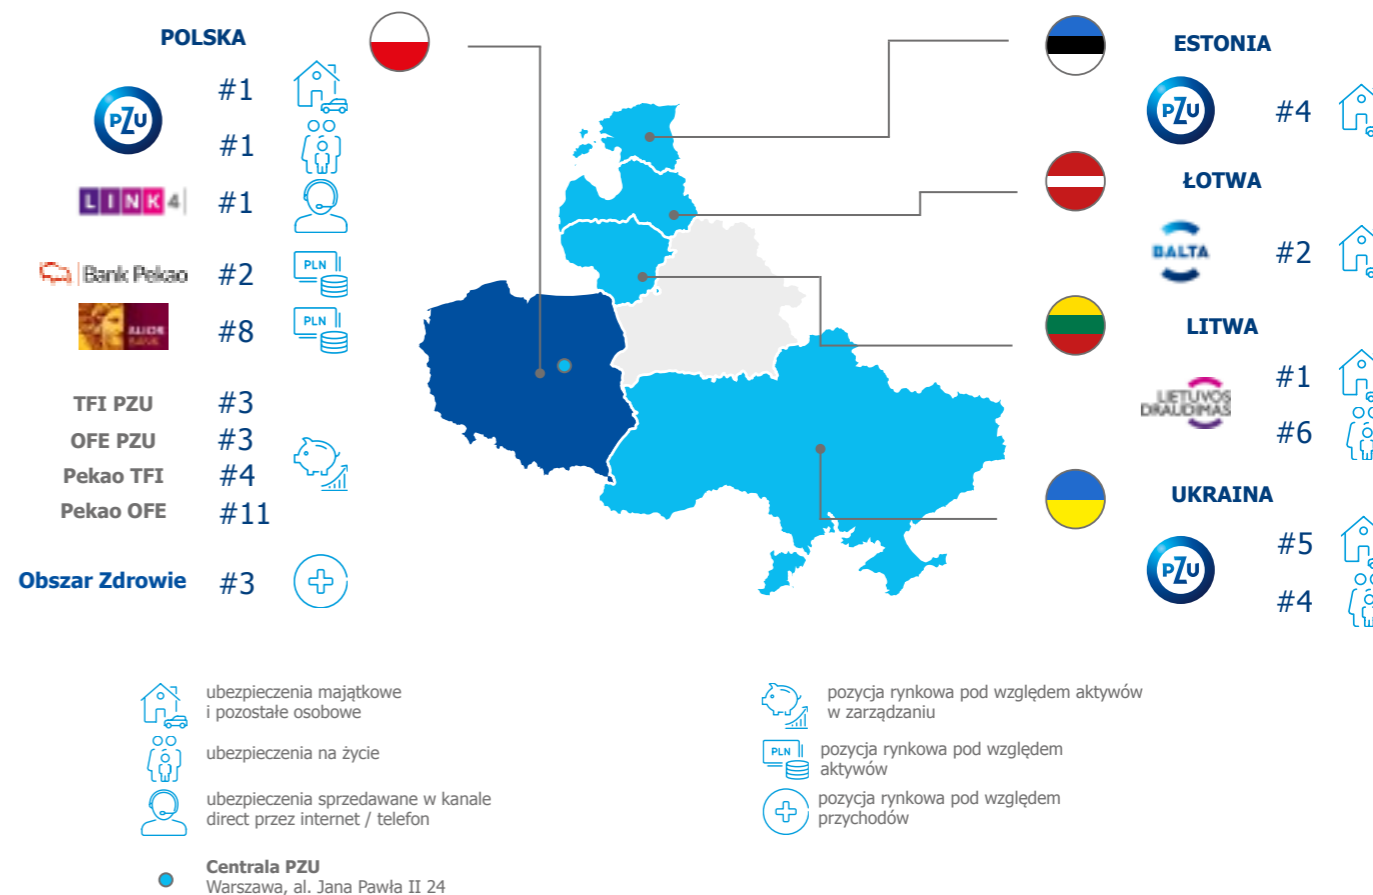 POLSKA
PZU
#1
#1
LINK4
#1
Bank Pekao
#2
PLN
ALIOR
BANK
#8
PLN
TFI PZU
#3
OFE PZU
#3
Pekao TFI
#4
Pekao OFE
#11
Obszar Zdrowie
#3
ESTONIA
PZU
#4
ŁOTWA
BALTA
#2
LITWA
LIETUVOS
DRAUDIMAS
#1
#6
UKRAINA
PZU
#5
#4
ubezpieczenia majątkowe
i pozostałe osobowe
ubezpieczenia na życie
ubezpieczenia sprzedawane w kanale
direct przez internet / telefon
Centrala PZU
Warszawa, al. Jana Pawła II 24
pozycja rynkowa pod względem aktywów
w zarządzaniu
PLN
pozycja rynkowa pod względem
aktywów
pozycja rynkowa pod względem
przychodów